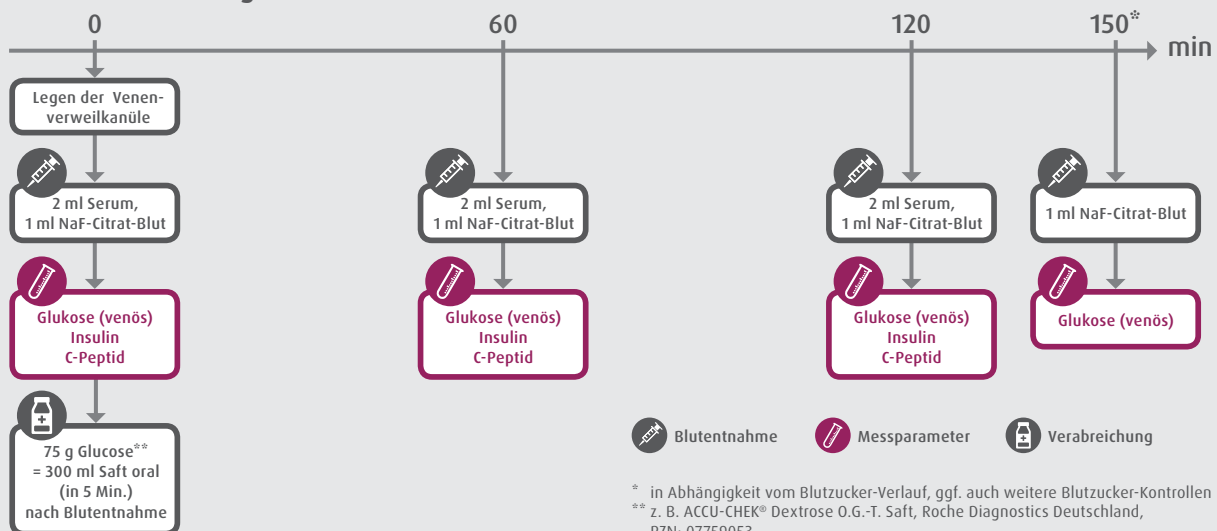 0
60
120
150*
min
Legen der Venen-
verweilkanüle
2 ml Serum,
1 ml NaF-Citrat-Blut
2 ml Serum,
1 ml NaF-Citrat-Blut
2 ml Serum,
1 ml NaF-Citrat-Blut
1 ml NaF-Citrat-Blut
Glukose (venös)
Insulin
C-Peptid
Glukose (venös)
Insulin
C-Peptid
Glukose (venös)
Insulin
C-Peptid
Glukose (venös)
75 g Glucose**
= 300 ml Saft oral
(in 5 Min.)
nach Blutentnahme
Blutentnahme
Messparameter
Verabreichung
* in Abhängigkeit vom Blutzucker-Verlauf, ggf. auch weitere Blutzucker-Kontrollen
** z. B. ACCU-CHEK® Dextrose O.G.-T. Saft, Roche Diagnostics Deutschland,
PZN: 07759053